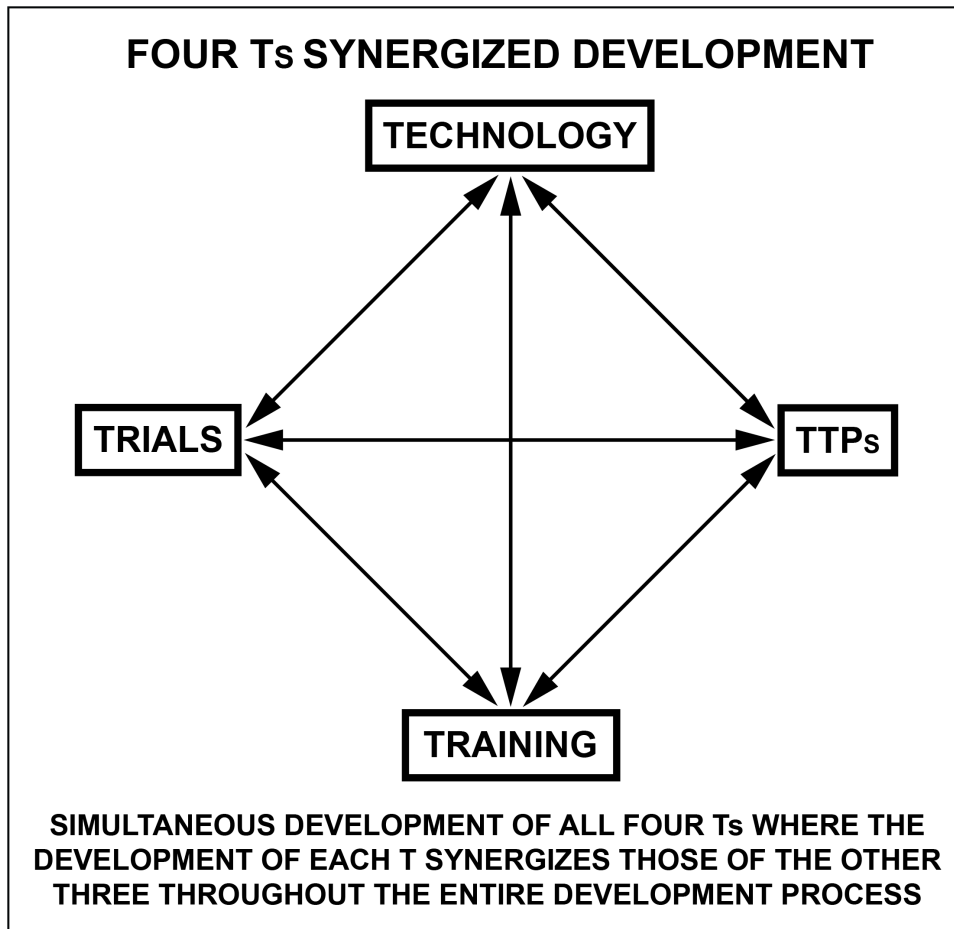 FOUR Ts SYNERGIZED DEVELOPMENT
TECHNOLOGY
TRIALS
TTPs
TRAINING
SIMULTANEOUS DEVELOPMENT OF ALL FOUR Ts WHERE THE
DEVELOPMENT OF EACH T SYNERGIZES THOSE OF THE OTHER
THREE THROUGHOUT THE ENTIRE DEVELOPMENT PROCESS